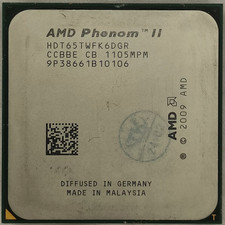 AMD Phenom™ II
HDT65TWFK6DGR
CCBBE CB 1105MPM
9P38661B10106
AMD
© 2009 AMD
DIFFUSED IN GERMANY
MADE IN MALAYSIA
T